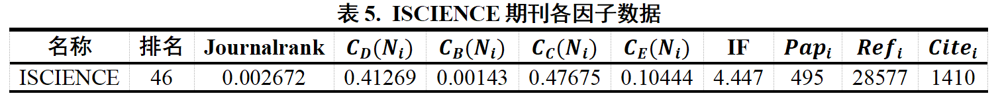 表 5. ISCIENCE 期刊各因子数据
名称 排名 Journalrank C_D(N_i) C_B(N_i) C_C(N_i) C_E(N_i) IF Pap_i Ref_i Cite_i
ISCIENCE 46 0.002672 0.41269 0.00143 0.47675 0.10444 4.447 495 28577 1410